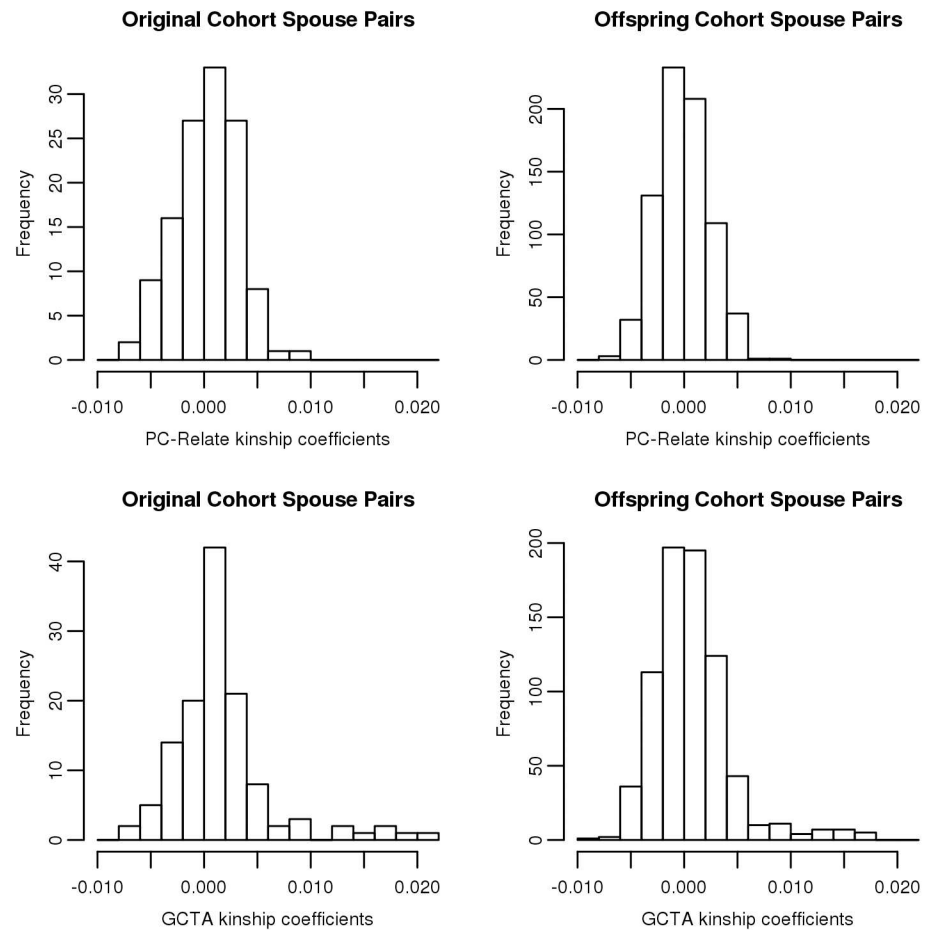 Original Cohort Spouse Pairs
Frequency
0 5 10 15 20 25 30
-0.010 0.000 0.010 0.020
PC-Relate kinship coefficients
Offspring Cohort Spouse Pairs
Frequency
0 50 100 150 200
-0.010 0.000 0.010 0.020
PC-Relate kinship coefficients
Original Cohort Spouse Pairs
Frequency
0 10 20 30 40
-0.010 0.000 0.010 0.020
GCTA kinship coefficients
Offspring Cohort Spouse Pairs
Frequency
0 50 100 150 200
-0.010 0.000 0.010 0.020
GCTA kinship coefficients